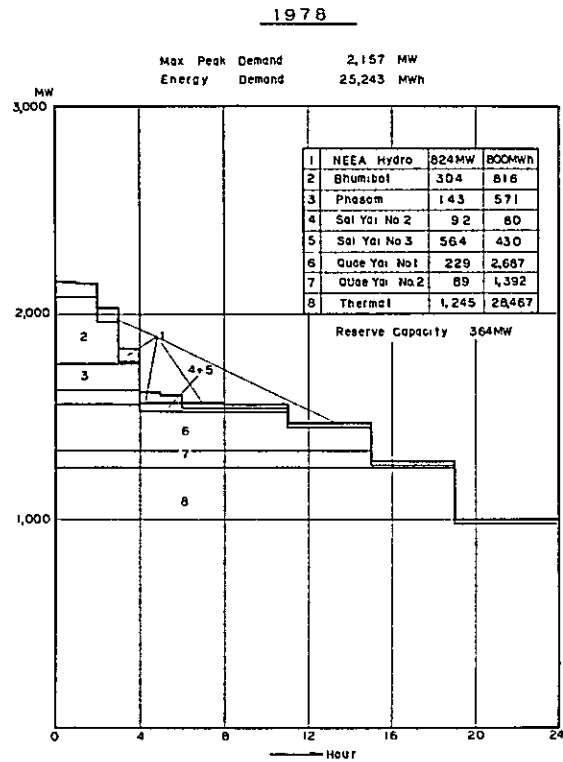 1978
Max Peak Demand 2,157 MW
Energy Demand 25,243 MWh
MW
3,000
1 NEEA Hydro 824MW 800MWh
2 Bhumibol 304 816
3 Phasom 143 571
4 Sai Yai No.2 92 80
5 Sai Yai No.3 564 430
6 Quae Yai No.1 229 2,687
7 Quae Yai No.2 89 1,392
8 Thermal 1,245 28,467
Reserve Capacity 364MW
2,000
2
1
3
4+5
6
7
8
1,000
0
0 4 8 12 16 20 24
Hour